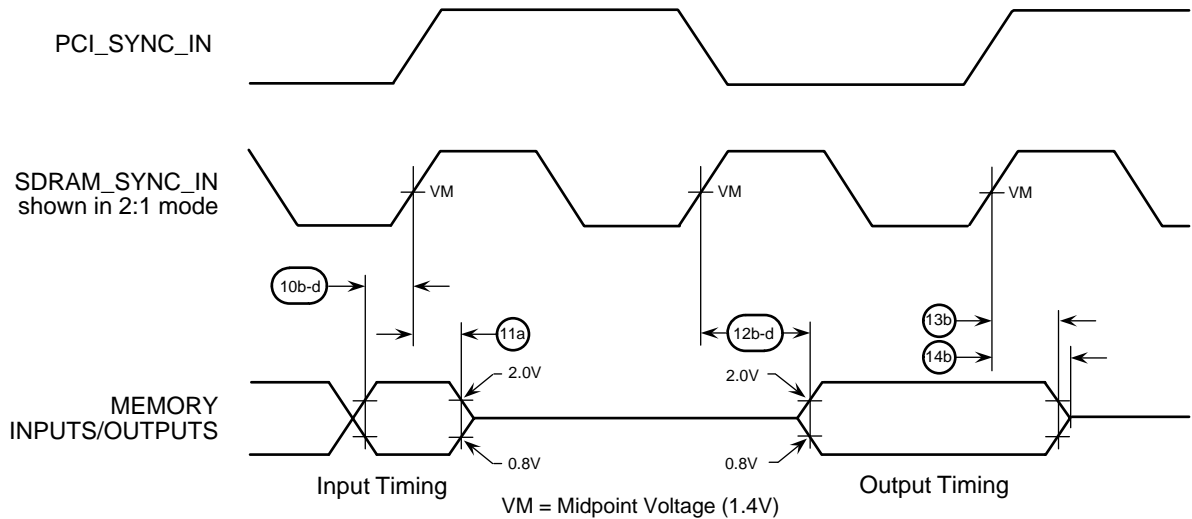 PCI_SYNC_IN
SDRAM_SYNC_IN
shown in 2:1 mode
VM
VM
VM
10b-d
11a
12b-d
13b
14b
2.0V
2.0V
MEMORY
INPUTS/OUTPUTS
0.8V
0.8V
Input Timing
Output Timing
VM = Midpoint Voltage (1.4V)